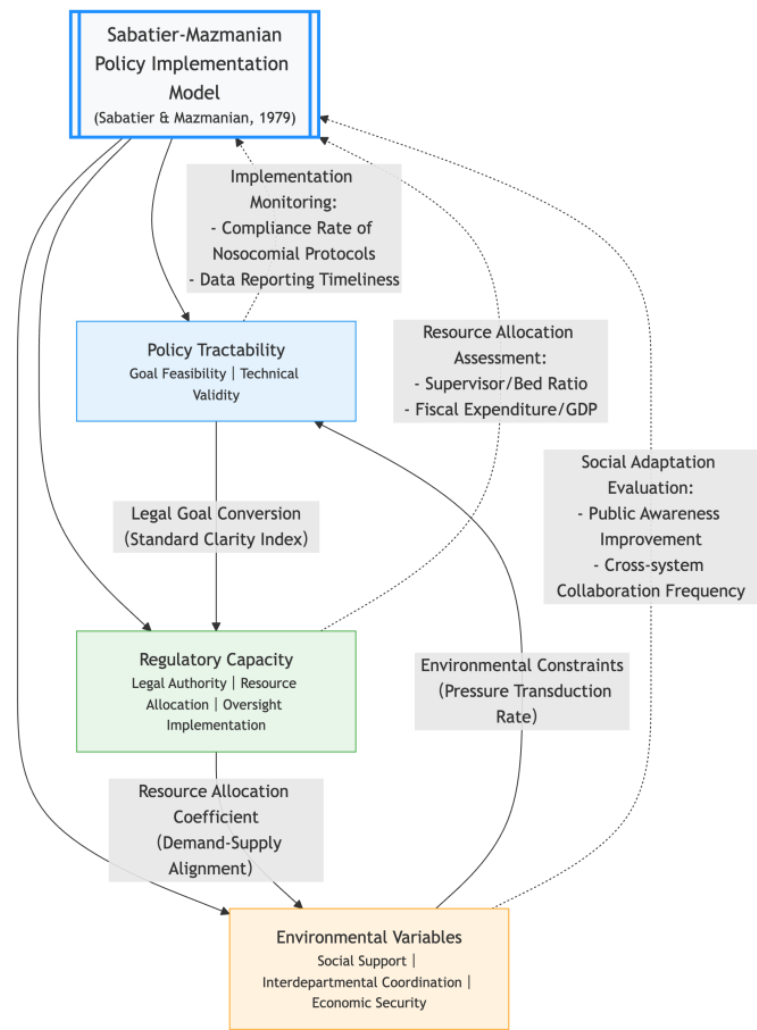 Sabatier-Mazmanian
Policy Implementation
Model
(Sabatier & Mazmanian, 1979)
Implementation
Monitoring:
- Compliance Rate of
Nosocomial Protocols
- Data Reporting Timeliness
Resource Allocation
Assessment:
- Supervisor/Bed Ratio
- Fiscal Expenditure/GDP
Policy Tractability
Goal Feasibility | Technical
Validity
Social Adaptation
Evaluation:
- Public Awareness
Improvement
- Cross-system
Collaboration Frequency
Legal Goal Conversion
(Standard Clarity Index)
Regulatory Capacity
Legal Authority | Resource
Allocation | Oversight
Implementation
Environmental Constraints
(Pressure Transduction
Rate)
Resource Allocation
Coefficient
(Demand-Supply
Alignment)
Environmental Variables
Social Support |
Interdepartmental Coordination |
Economic Security